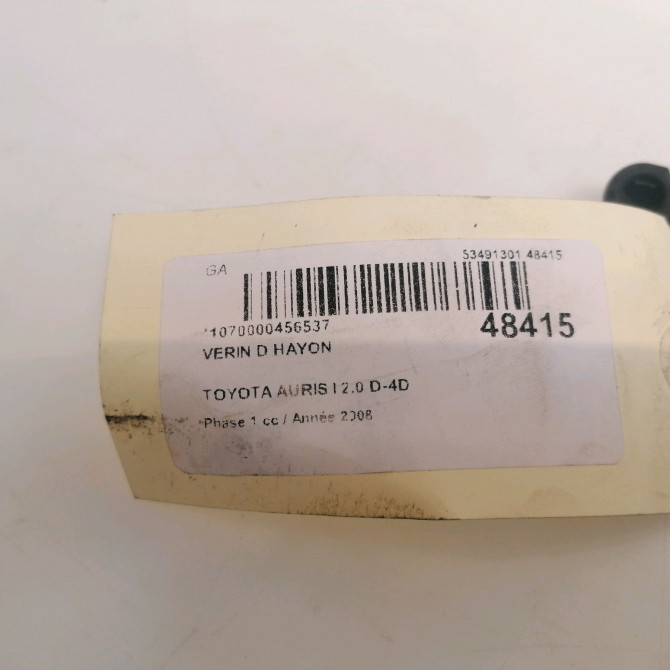 GA
53491301 48415
*1070000456537
48415
VERIN D HAYON
TOYOTA AURIS I 2.0 D-4D
Phase 1 cc / Année 2008